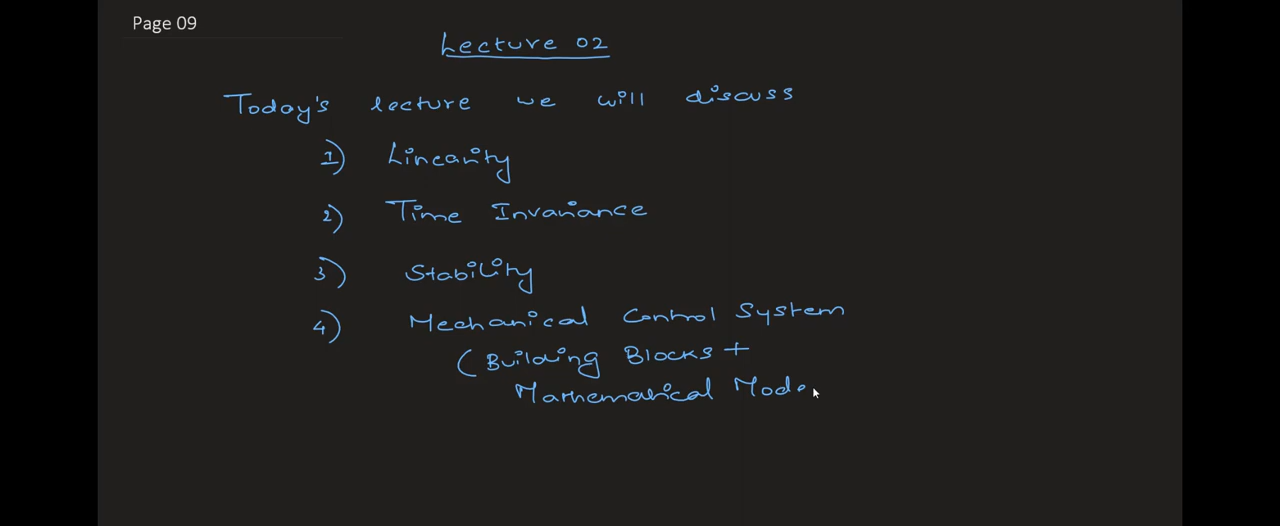 Page 09
Lecture 02
Today's lecture we will discuss
1) Linearity
2) Time Invariance
3) Stability
4) Mechanical Control System
(Building Blocks +
Mathematical Mode